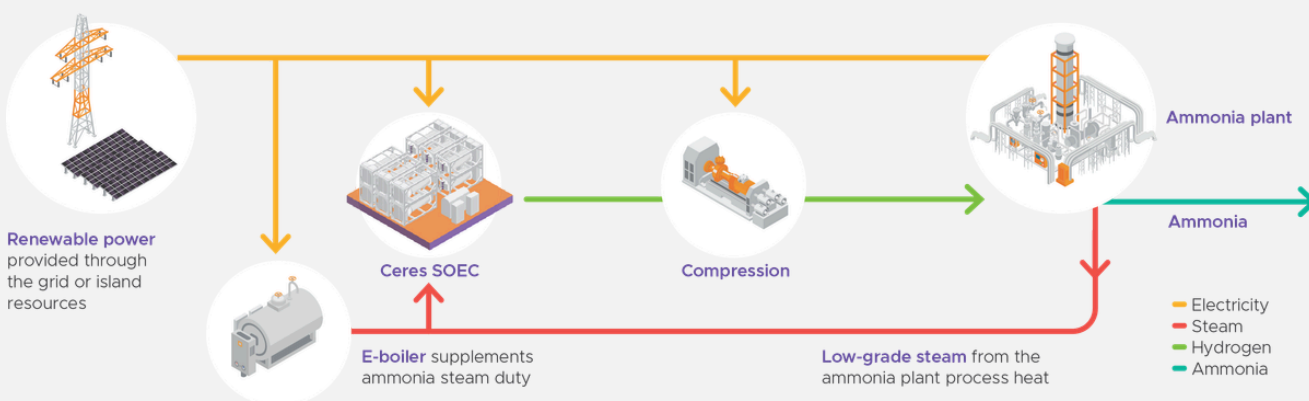 Ammonia plant
Ammonia
Renewable power
provided through
the grid or island
resources
Ceres SOEC
Compression
E-boiler supplements
ammonia steam duty
Low-grade steam from the
ammonia plant process heat
Electricity
Steam
Hydrogen
Ammonia